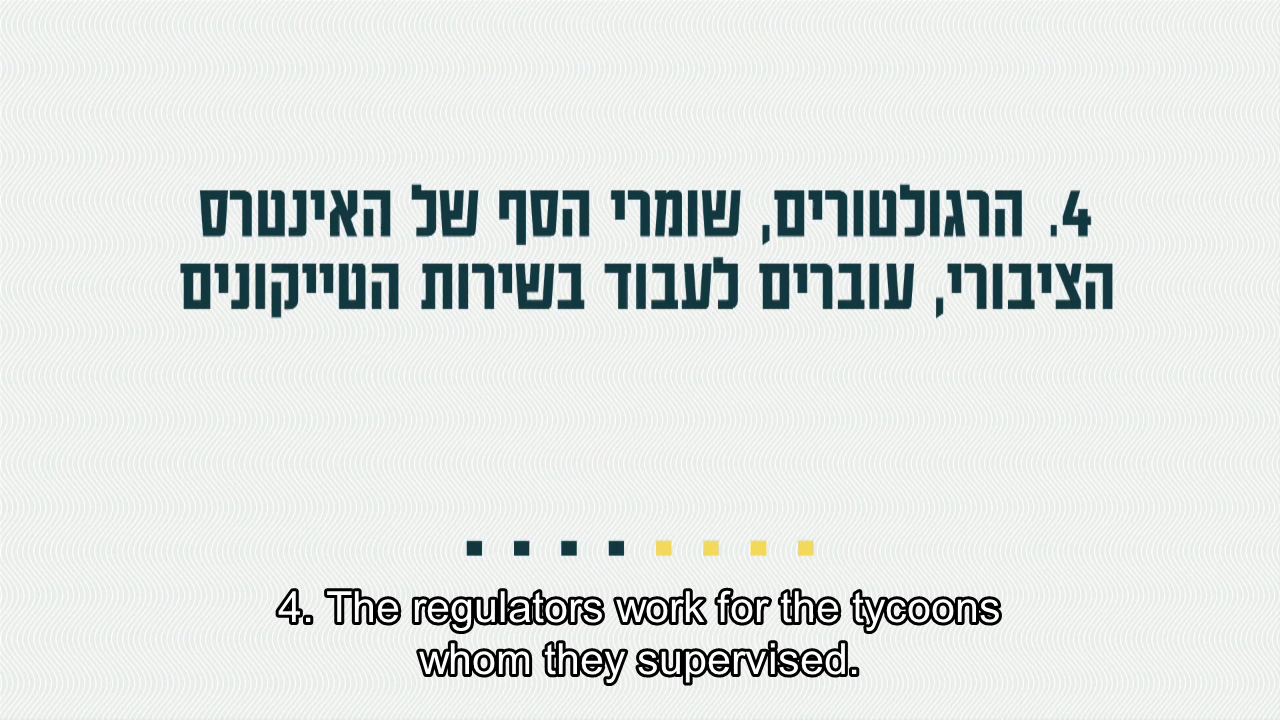 4. הרגולטורים, שומרי הסף של האינטרס
הציבורי, עוברים לעבוד בשירות הטייקונים
4. The regulators work for the tycoons
whom they supervised.